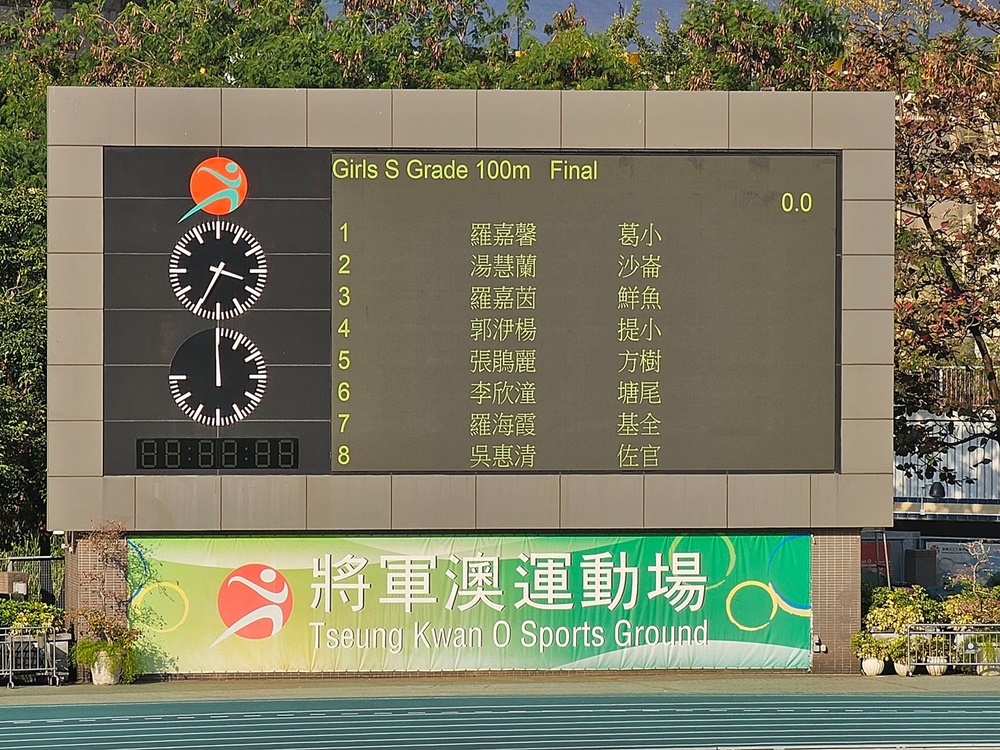 Girls S Grade 100m Final
0.0
1 羅嘉馨 葛小
2 湯慧蘭 沙崙
3 羅嘉茵 鮮魚
4 郭洢楊 提小
5 張鵑麗 方樹
6 李欣潼 塘尾
7 羅海霞 基全
8 吳惠清 佐官
將軍澳運動場
Tseung Kwan O Sports Ground